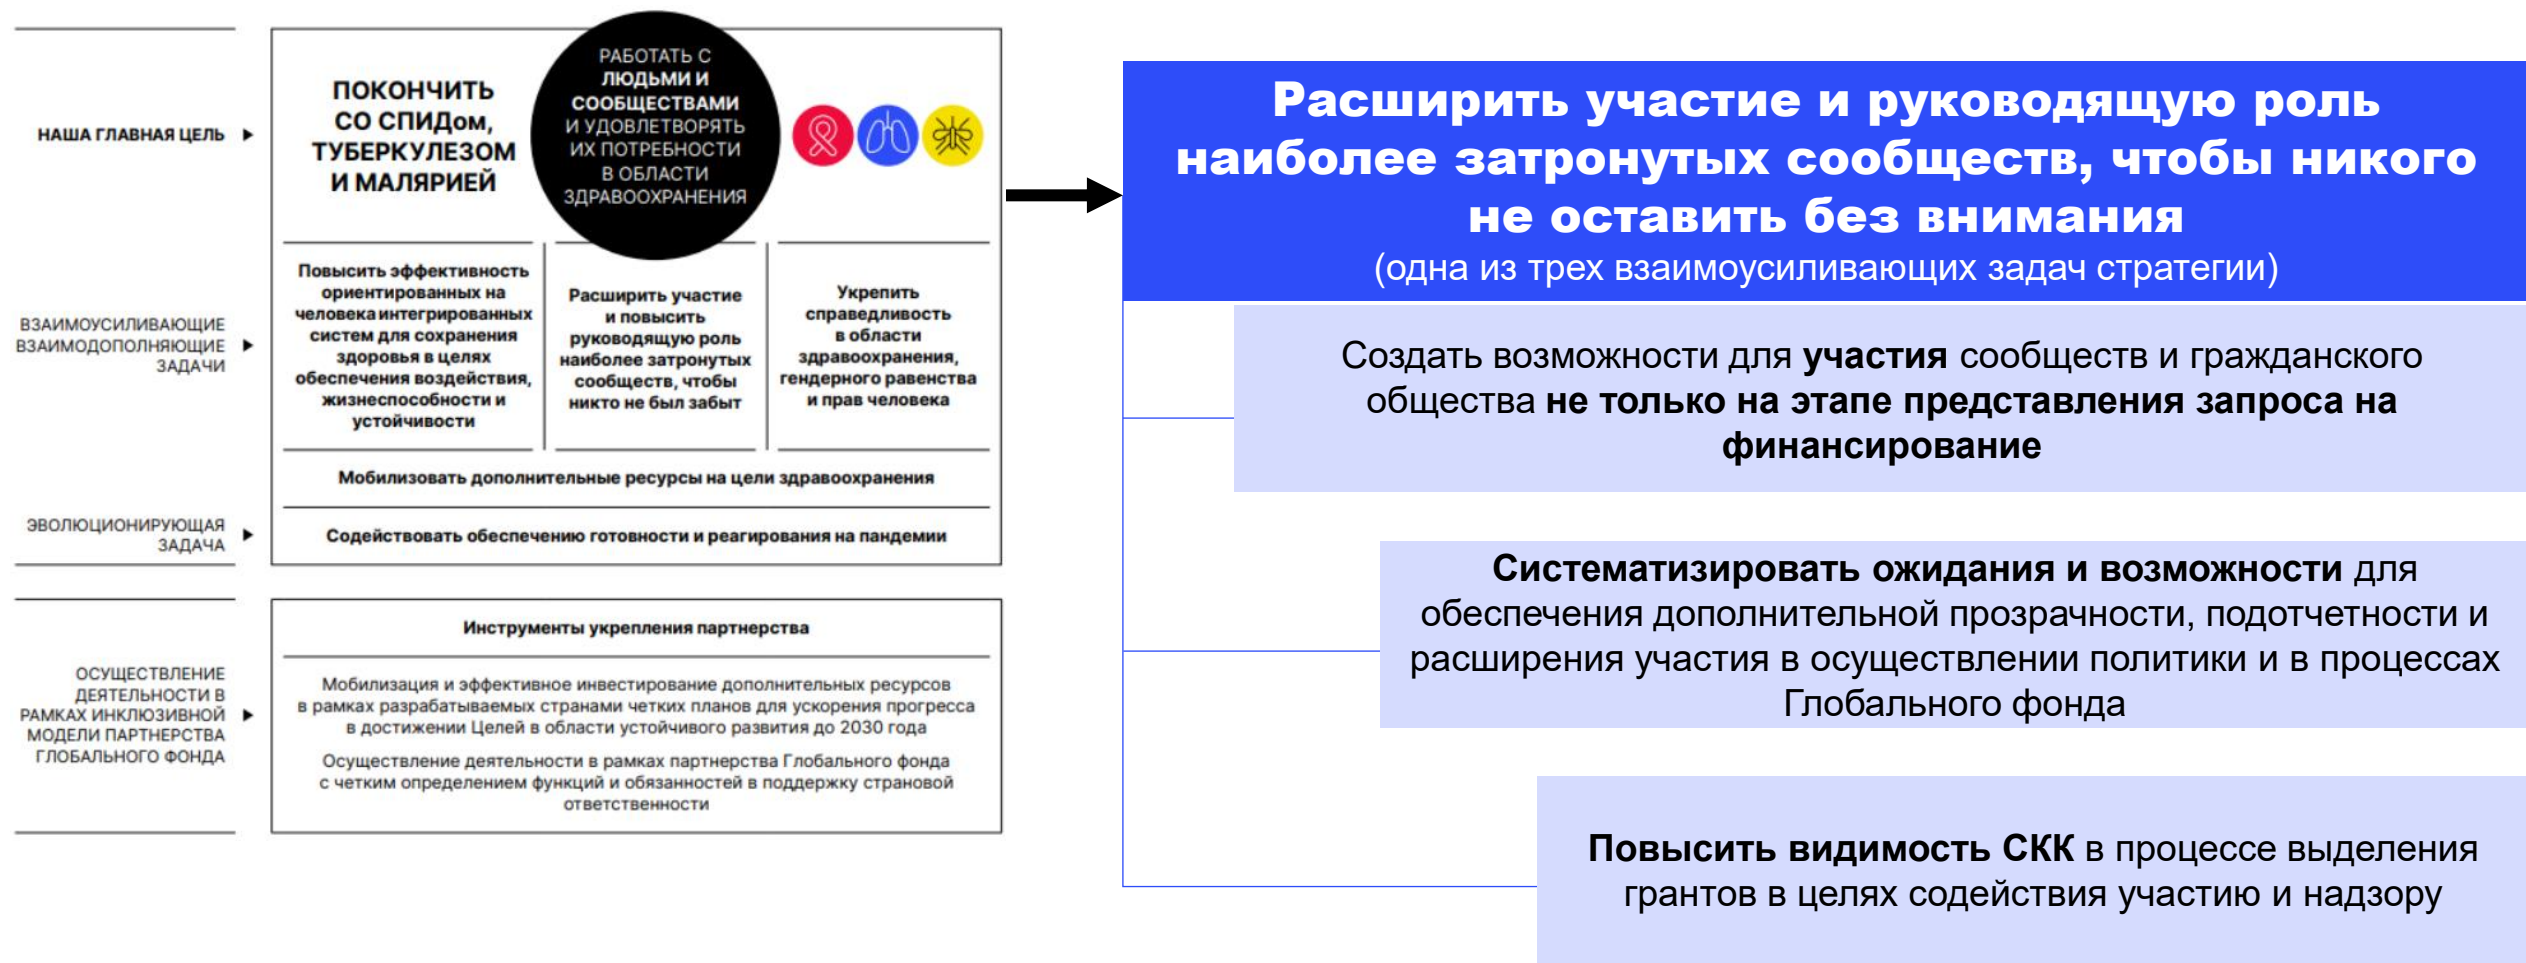 НАША ГЛАВНАЯ ЦЕЛЬ
ПОКОНЧИТЬ
СО СПИДом,
ТУБЕРКУЛЕЗОМ
И МАЛЯРИЕЙ
РАБОТАТЬ С
ЛЮДЬМИ И
СООБЩЕСТВАМИ
И УДОВЛЕТВОРЯТЬ
ИХ ПОТРЕБНОСТИ
В ОБЛАСТИ
ЗДРАВООХРАНЕНИЯ
ВЗАИМОУСИЛИВАЮЩИЕ
ВЗАИМОДОПОЛНЯЮЩИЕ
ЗАДАЧИ
Повысить эффективность
ориентированных на
человека интегрированных
систем для сохранения
здоровья в целях
обеспечения воздействия,
жизнеспособности и
устойчивости
Расширить участие
и повысить
руководящую роль
наиболее затронутых
сообществ, чтобы
никто не был забыт
Укрепить
справедливость
в области
здравоохранения,
гендерного равенства
и прав человека
Мобилизовать дополнительные ресурсы на цели здравоохранения
ЭВОЛЮЦИОНИРУЮЩАЯ
ЗАДАЧА
Содействовать обеспечению готовности и реагирования на пандемии
ОСУЩЕСТВЛЕНИЕ
ДЕЯТЕЛЬНОСТИ В
РАМКАХ ИНКЛЮЗИВНОЙ
МОДЕЛИ ПАРТНЕРСТВА
ГЛОБАЛЬНОГО ФОНДА
Инструменты укрепления партнерства
Мобилизация и эффективное инвестирование дополнительных ресурсов
в рамках разрабатываемых странами четких планов для ускорения прогресса
в достижении Целей в области устойчивого развития до 2030 года
Осуществление деятельности в рамках партнерства Глобального фонда
с четким определением функций и обязанностей в поддержку страновой
ответственности
Расширить участие и руководящую роль
наиболее затронутых сообществ, чтобы никого
не оставить без внимания
(одна из трех взаимоусиливающих задач стратегии)
Создать возможности для участия сообществ и гражданского
общества не только на этапе представления запроса на
финансирование
Систематизировать ожидания и возможности для
обеспечения дополнительной прозрачности, подотчетности и
расширения участия в осуществлении политики и в процессах
Глобального фонда
Повысить видимость СКК в процессе выделения
грантов в целях содействия участию и надзору